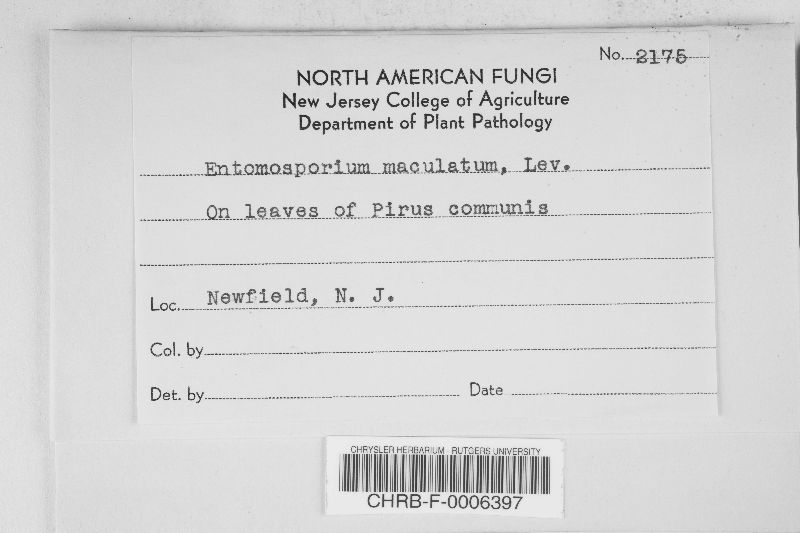 No. 2175
NORTH AMERICAN FUNGI
New Jersey College of Agriculture
Department of Plant Pathology
Entomosporium maculatum, Lev.
On leaves of Pirus communis
Loc. Newfield, N. J.
Col. by
Det. by Date
CHRYSLER HERBARIUM - RUTGERS UNIVERSITY
CHRB-F-0006397